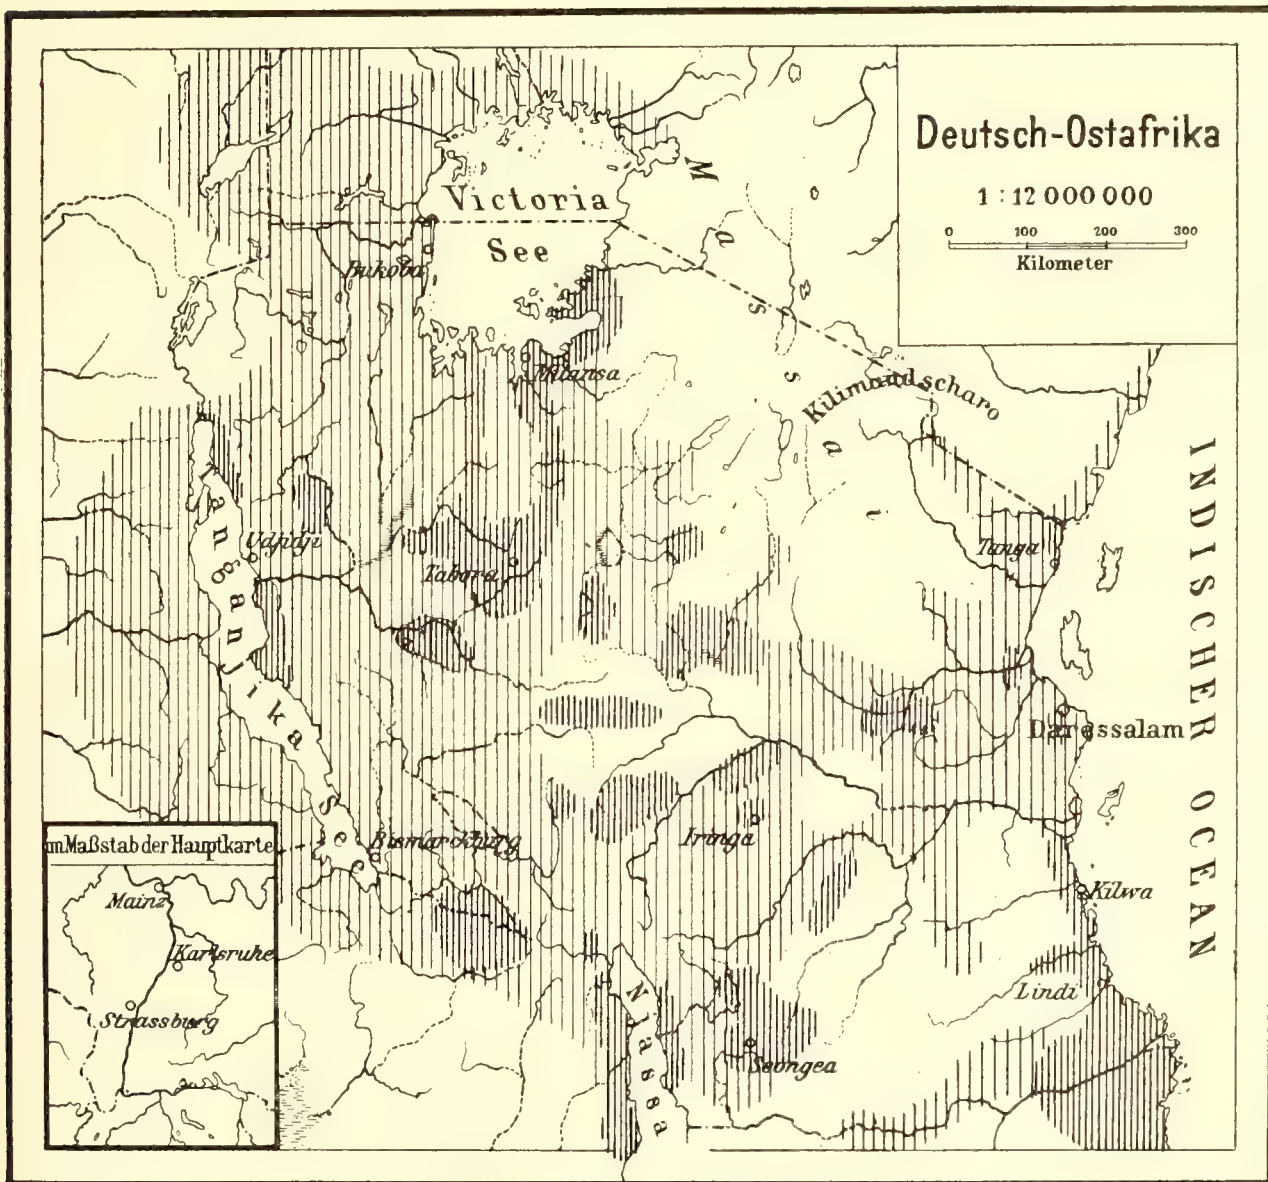 Deutsch-Ostafrika
1 : 12 000 000
0 100 200 300
Kilometer
Victoria
See
Massai
Bukoba
Muansa
Kilimandscharo
INDISCHER OCEAN
Udjidji
Tabora
Tanga
Tanganjika See
Daressalam
Bismarckburg
Iringa
Kilwa
Lindi
Njassa
Ssongea
im Maßstab der Hauptkarte
Mainz
Karlsruhe
Strassburg